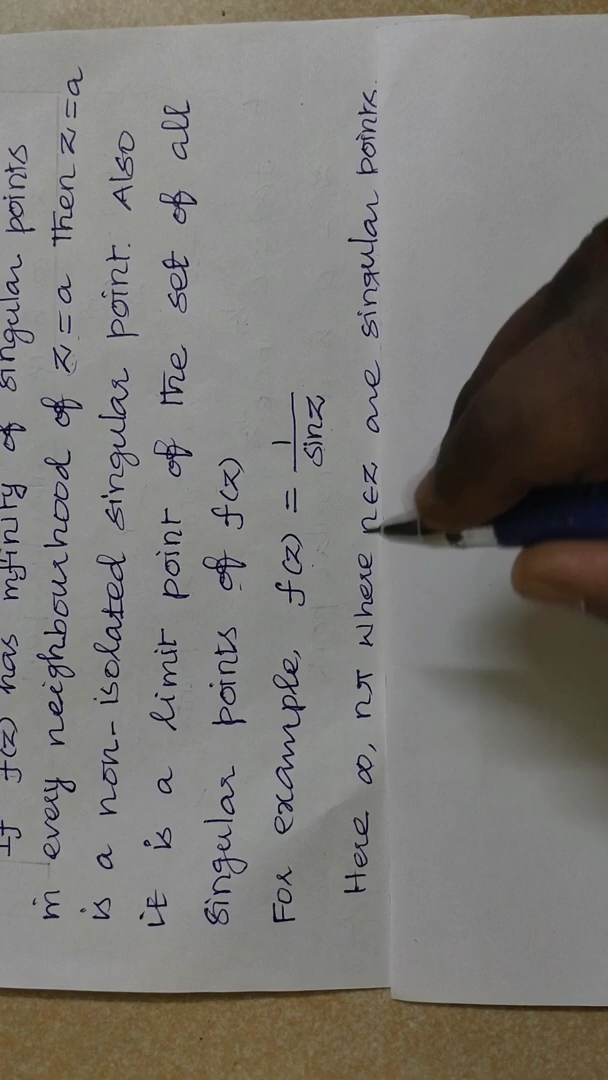 If f(z) has infinity of singular points
in every neighbourhood of z=a then z=a
is a non-isolated singular point. Also
it is a limit point of the set of all
singular points of f(z)
For example, f(z) = 1/sinz
Here ∞, nπ where n∈z are singular points.